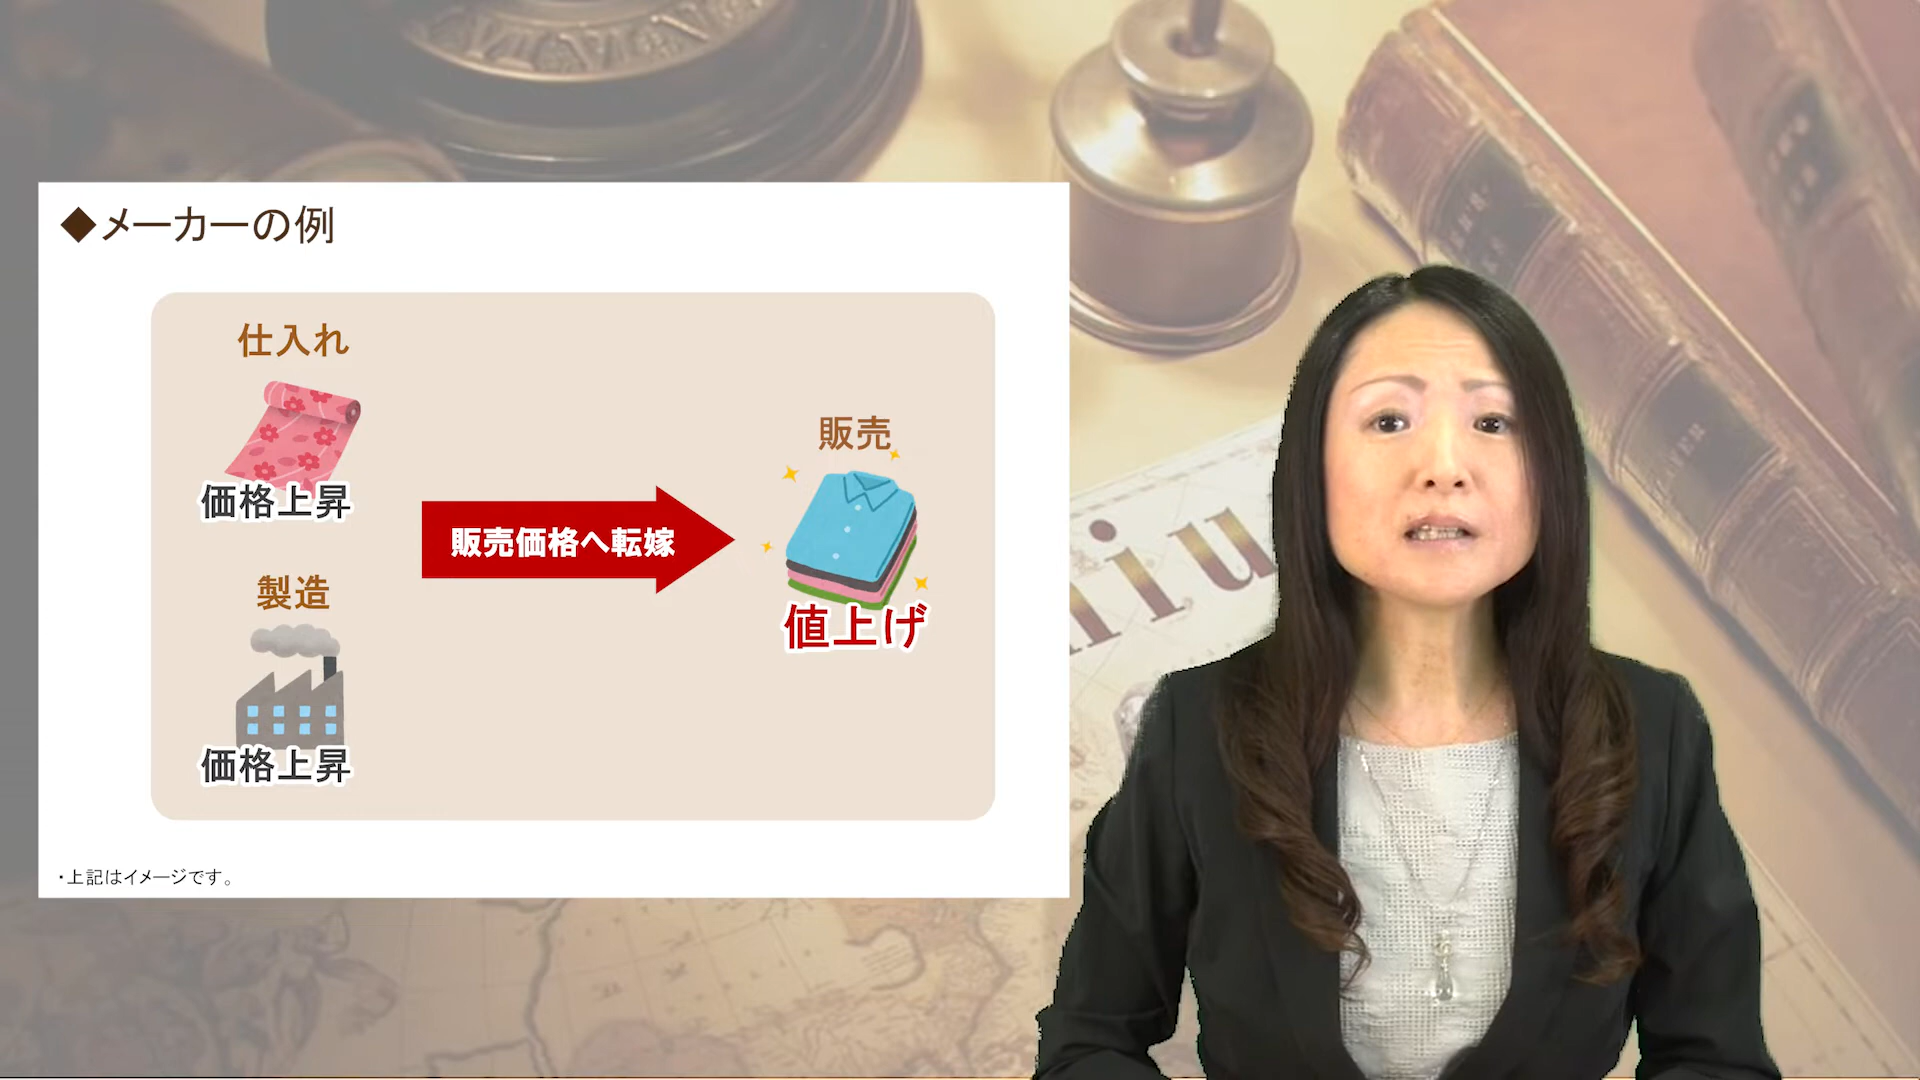 ◆メーカーの例
仕入れ
価格上昇
製造
価格上昇
販売価格へ転嫁
販売
値上げ
・上記はイメージです。
niu